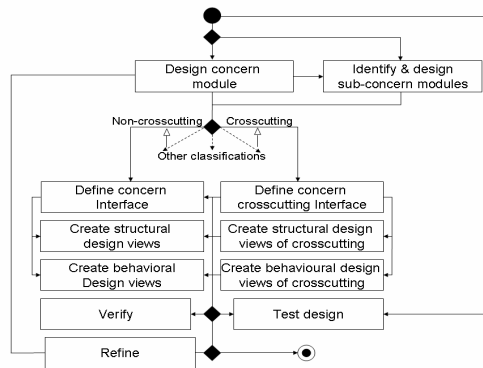 Design concern
module
Identify & design
sub-concern modules
Non-crosscutting
Crosscutting
Other classifications
Define concern
Interface
Define concern
crosscutting Interface
Create structural
design views
Create structural design
views of crosscutting
Create behavioral
Design views
Create behavioural design
views of crosscutting
Verify
Test design
Refine